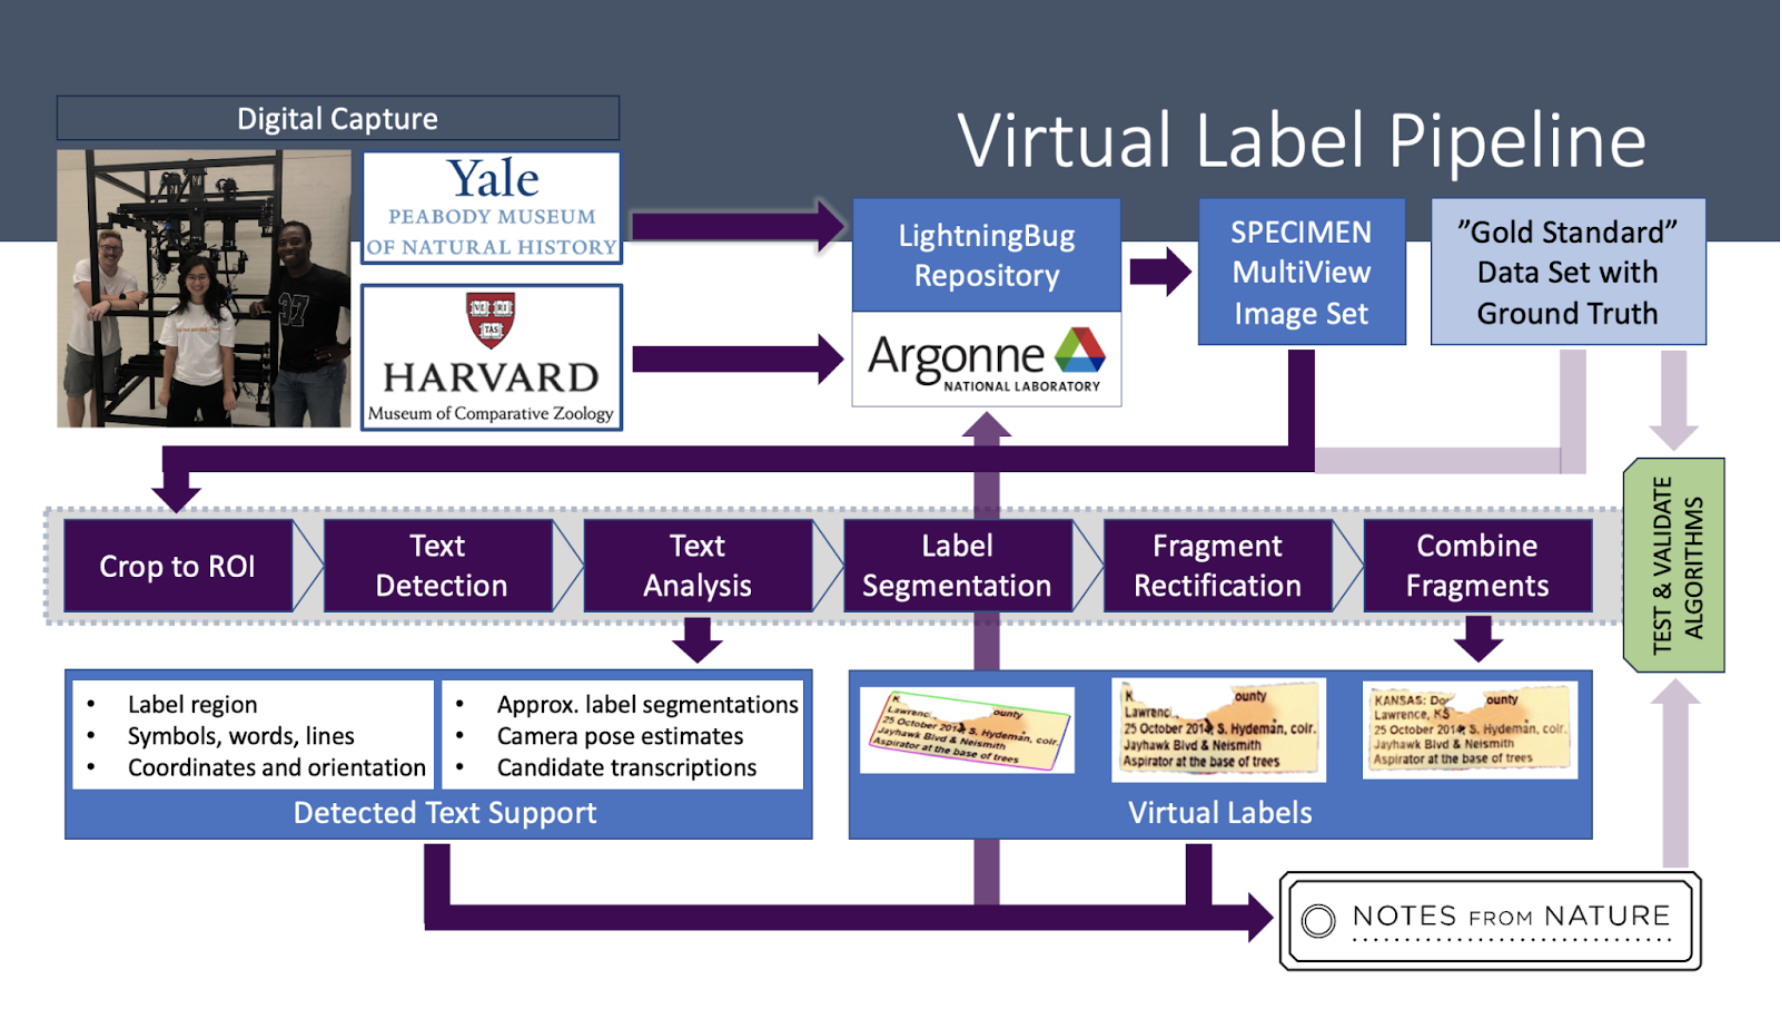 Digital Capture
Virtual Label Pipeline
Yale
PEABODY MUSEUM
OF NATURAL HISTORY
37
HARVARD
Museum of Comparative Zoology
LightningBug
Repository
Argonne
NATIONAL LABORATORY
SPECIMEN
MultiView
Image Set
”Gold Standard”
Data Set with
Ground Truth
Crop to ROI
Text
Detection
Text
Analysis
Label
Segmentation
Fragment
Rectification
Combine
Fragments
TEST & VALIDATE
ALGORITHMS
• Label region
• Symbols, words, lines
• Coordinates and orientation
• Approx. label segmentations
• Camera pose estimates
• Candidate transcriptions
Detected Text Support
K
ounty
Lawrenc
25 October 2014, S. Hydeman, colr.
Jayhawk Blvd & Neismith
Aspirator at the base of trees
K
ounty
Lawrenc
25 October 2014, S. Hydeman, colr.
Jayhawk Blvd & Neismith
Aspirator at the base of trees
KANSAS: Do ounty
Lawrence, KS
25 October 2014, S. Hydeman, colr.
Jayhawk Blvd & Neismith
Aspirator at the base of trees
Virtual Labels
NOTES FROM NATURE